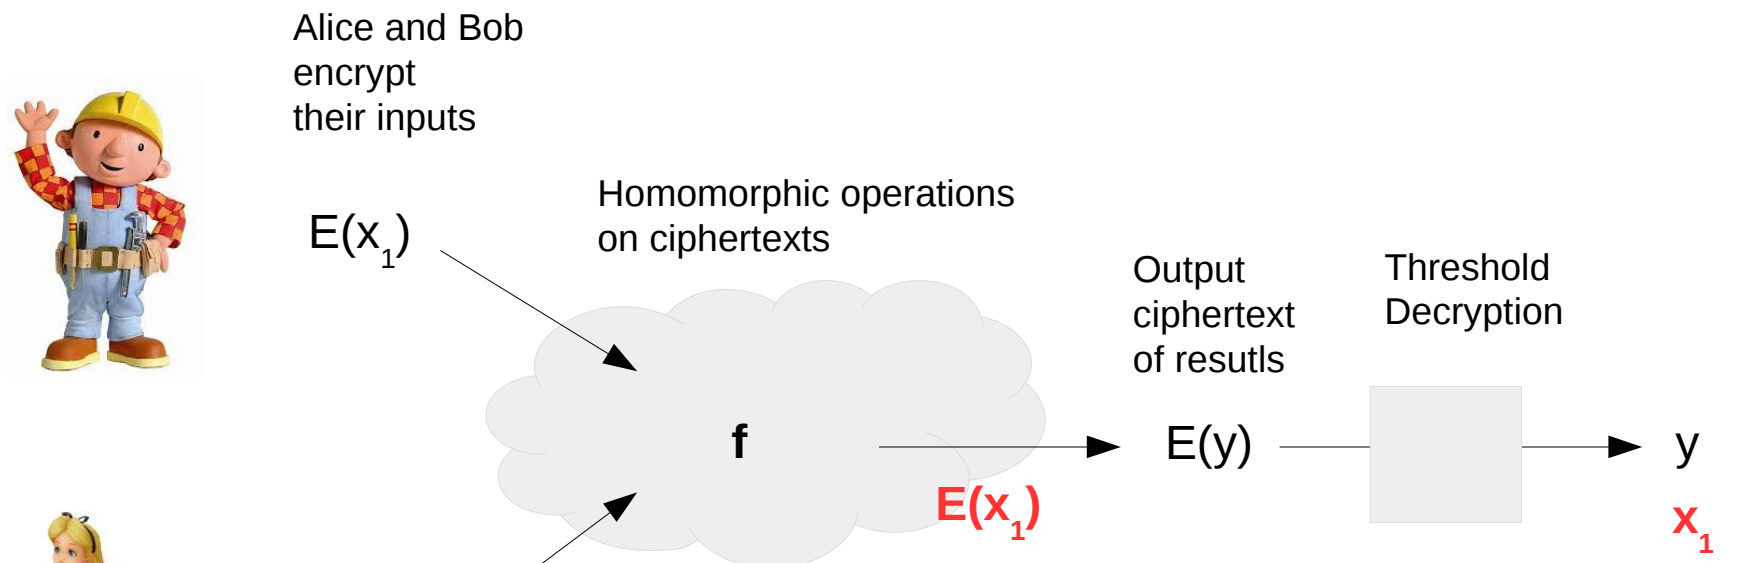 Alice and Bob
encrypt
their inputs
Homomorphic operations
on ciphertexts
E(x1)
Output
ciphertext
of resutls
Threshold
Decryption
f
E(y)
y
E(x1)
x1